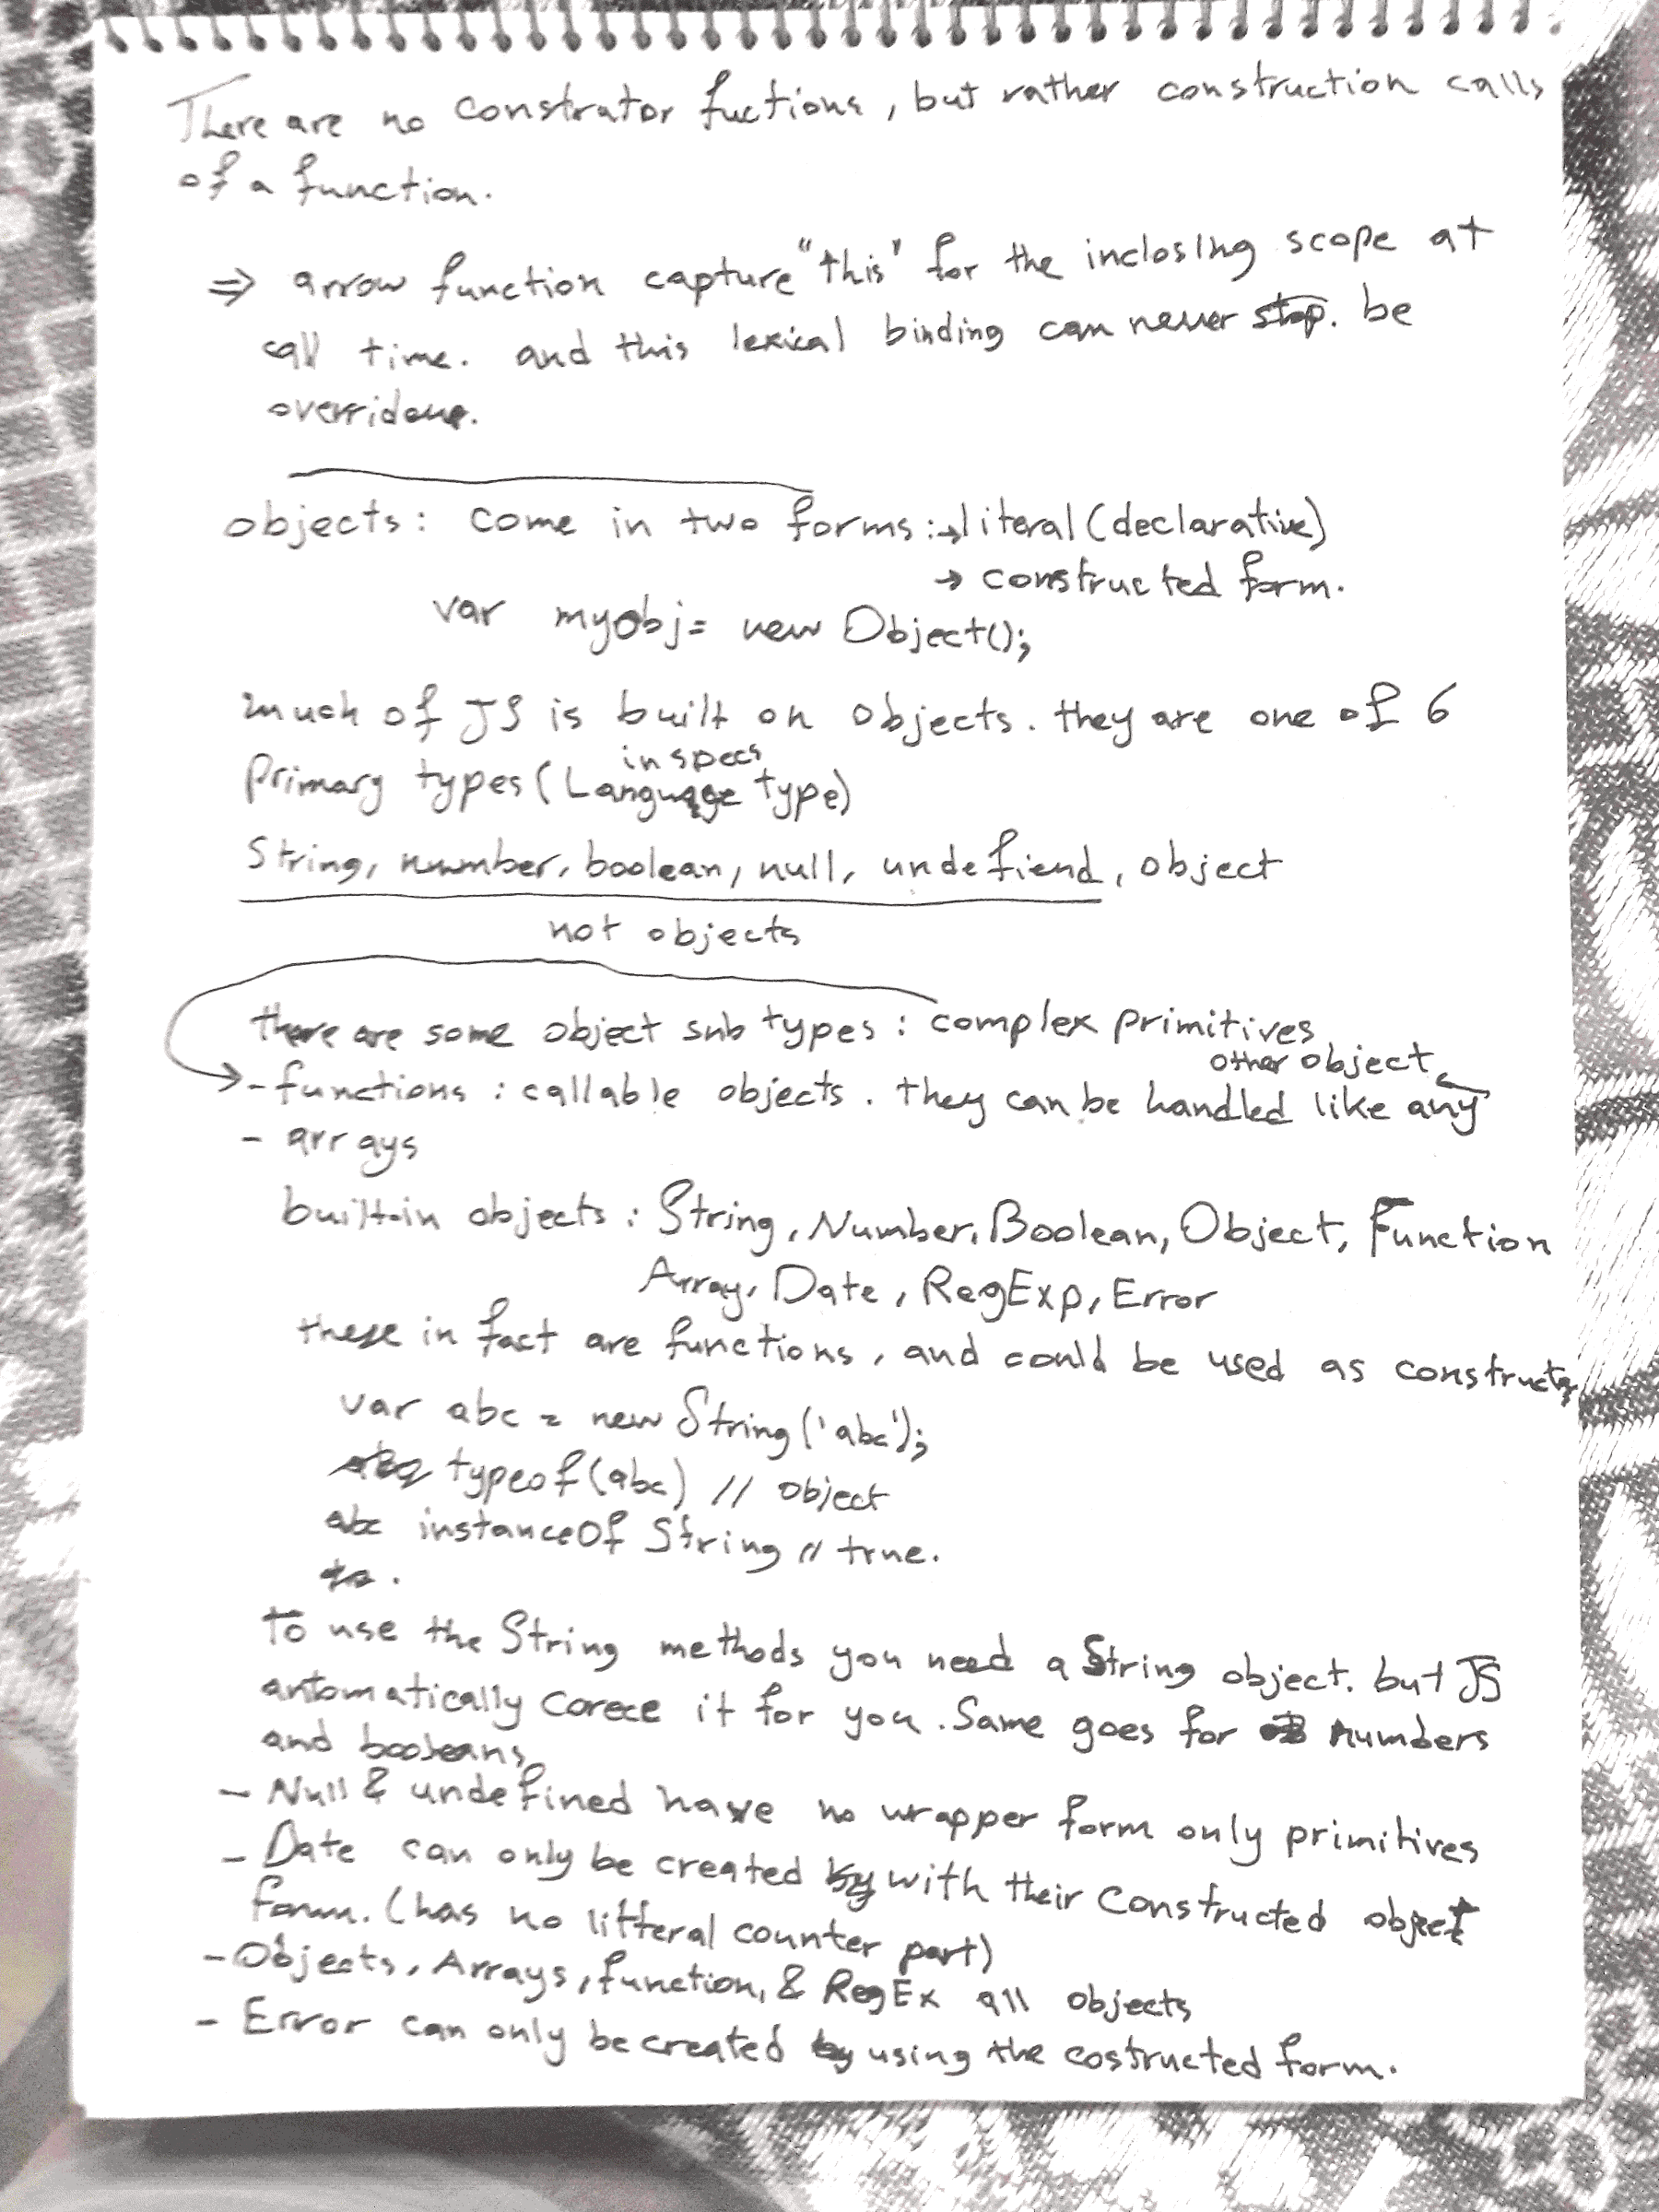 There are no constrator fuctions, but rather construction calls
of a function.
⇒ arrow function capture "this" for the inclosing scope at
call time. and this lexical binding can never stop. be
overridene.
objects: come in two forms: → literal (declarative)
→ constructed form.
var myObj = new Object();
much of JS is built on objects. they are one of 6
in specs
primary types (Language type)
String, number, boolean, null, undefiend, object
not objects
there are some object sub types: complex primitives
other object
- functions: callable objects. they can be handled like any
- arrays
built-in objects: String, Number, Boolean, Object, Function
Array, Date, RegExp, Error
these in fact are functions, and could be used as constructor
var abc = new String('abc');
typeof(abc) // object
abc instanceOf String // true.
To use the String methods you need a String object. but JS
automatically corece it for you. Same goes for numbers
and booleans
- Null & undefined have no wrapper form only primitives
- Date can only be created by with their constructed object
form. (has no litteral counter part)
- Objects, Arrays, function, & RegEx all objects
- Error can only be created by using the costructed form.